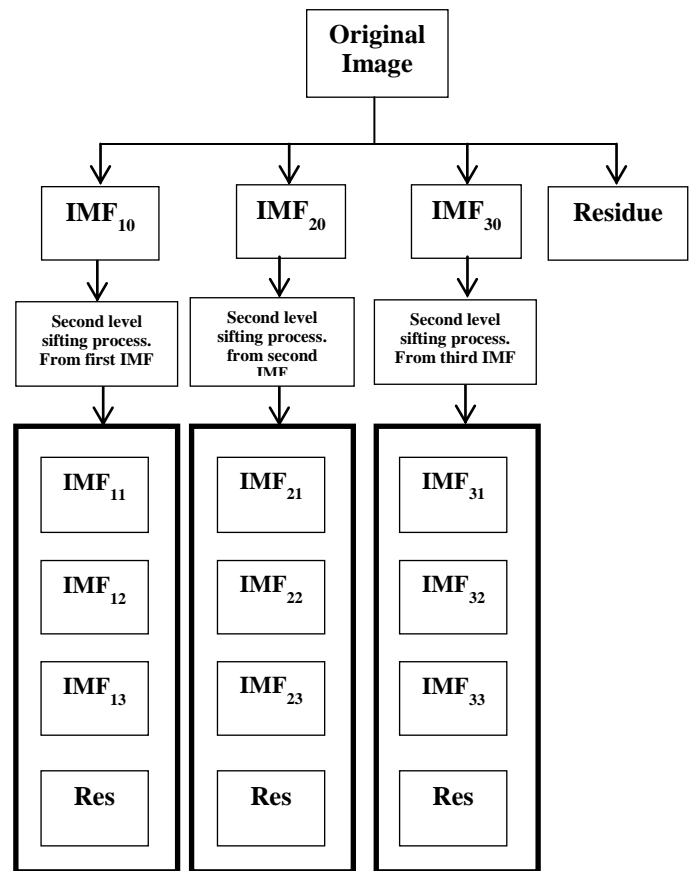 Original
Image
IMF₁₀
IMF₂₀
IMF₃₀
Residue
Second level
sifting process.
From first IMF
Second level
sifting process.
from second
IMF
Second level
sifting process.
From third IMF
IMF₁₁
IMF₁₂
IMF₁₃
Res
IMF₂₁
IMF₂₂
IMF₂₃
Res
IMF₃₁
IMF₃₂
IMF₃₃
Res